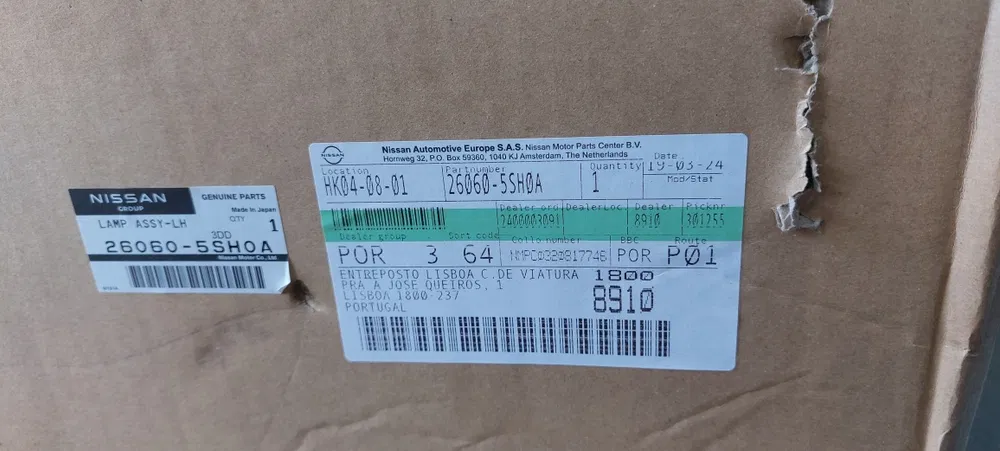 NISSAN
GROUP
GENUINE PARTS
Made in Japan
LAMP ASSY-LH
QTY 1
3DD
26060-5SH0A
Nissan Motor Co., Ltd.
NISSAN
Nissan Automotive Europe S.A.S. Nissan Motor Parts Center B.V.
Hornweg 32, P.O. Box 59360, 1040 KJ Amsterdam, The Netherlands
Location Partnumber Quantity Date
HK04-08-01 26060-5SH0A 1 19-03-24
Mod/Stat
Dealer ord DealerLoc Dealer Picknr
2400003091 8910 301255
Dealer group Sort code Collo number BBC Route
POR 3 64 NMPC0320817746 POR P01
ENTREPOSTO LISBOA C.DE VIATURA 1800
PRA A JOSE QUEIROS, 1
LISBOA 1800-237 8910
PORTUGAL